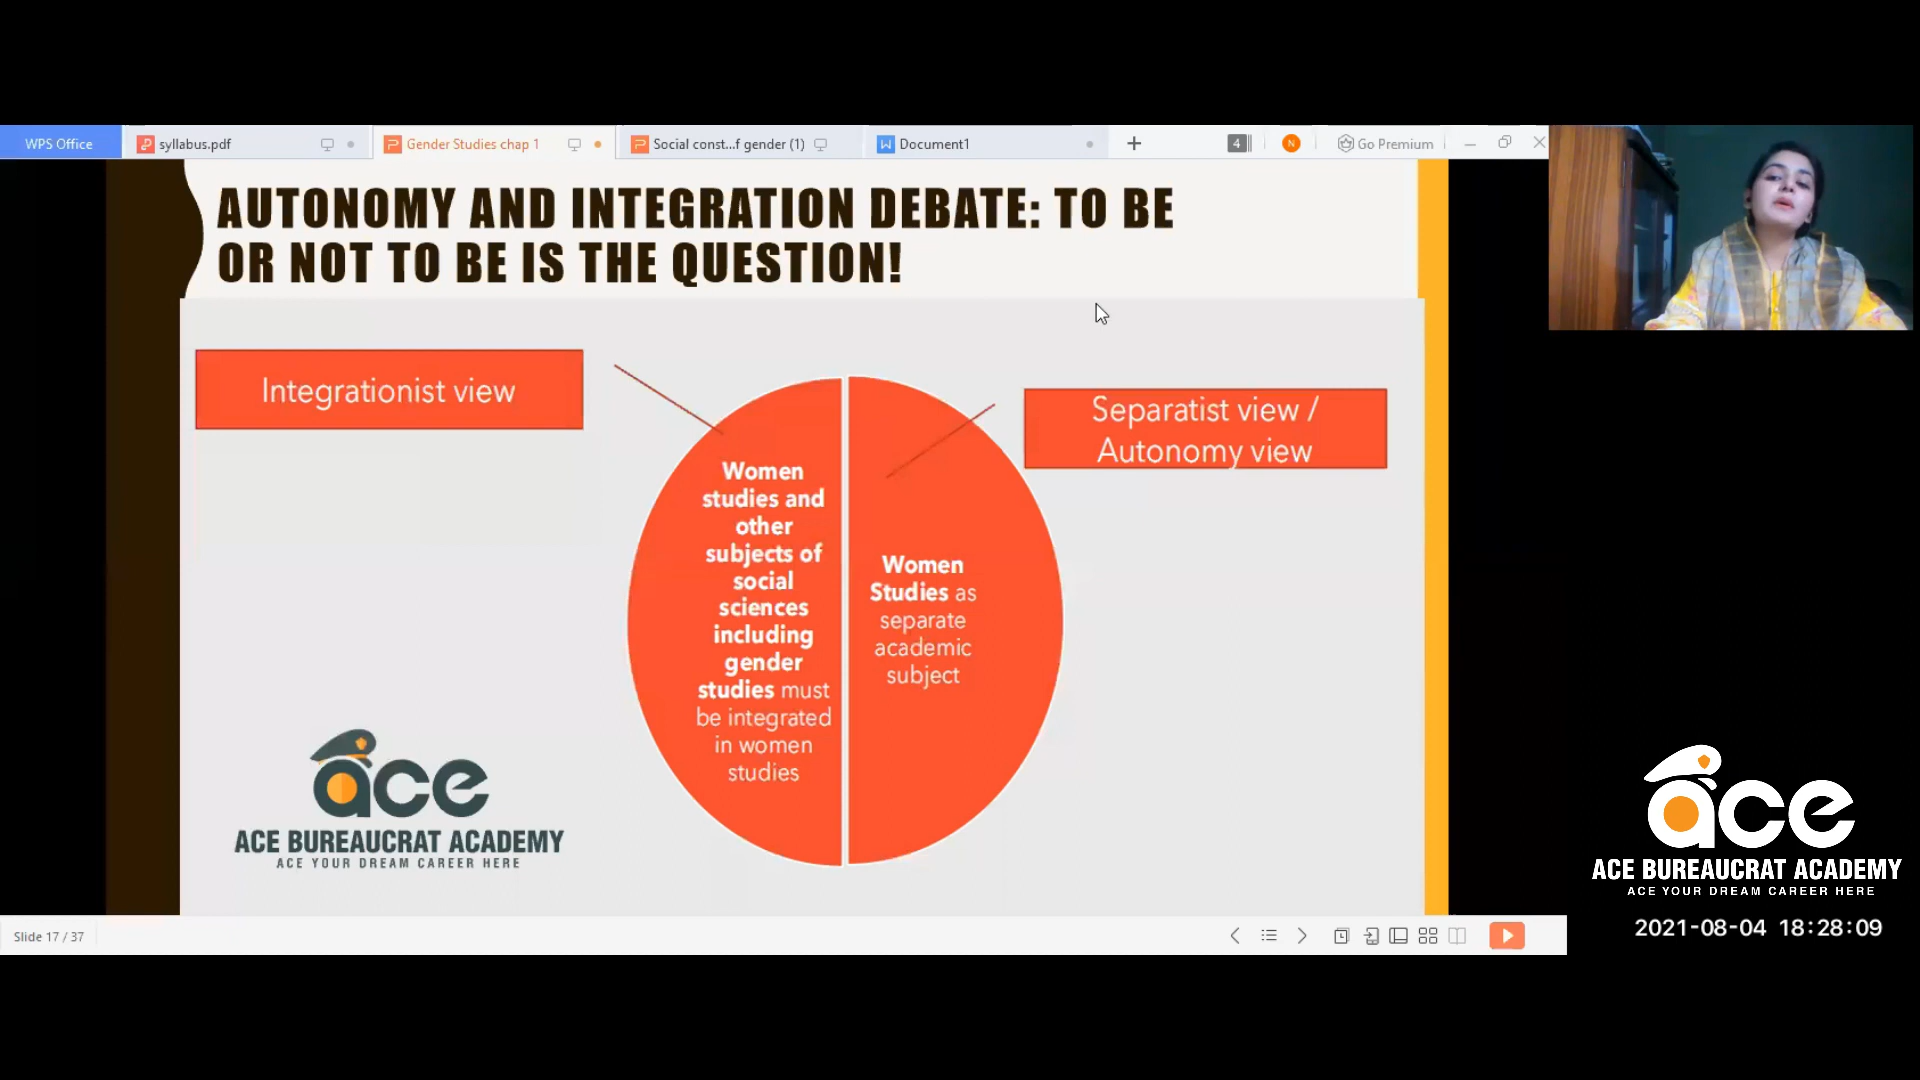 WPS Office
syllabus.pdf
Gender Studies chap 1
Social const...f gender (1)
Document1
4
N
Go Premium
AUTONOMY AND INTEGRATION DEBATE: TO BE
OR NOT TO BE IS THE QUESTION!
Integrationist view
Separatist view /
Autonomy view
Women
studies and
other
subjects of
social
sciences
including
gender
studies must
be integrated
in women
studies
Women
Studies as
separate
academic
subject
ace
ACE BUREAUCRAT ACADEMY
ACE YOUR DREAM CAREER HERE
ace
ACE BUREAUCRAT ACADEMY
ACE YOUR DREAM CAREER HERE
2021-08-04 18:28:09
Slide 17 / 37